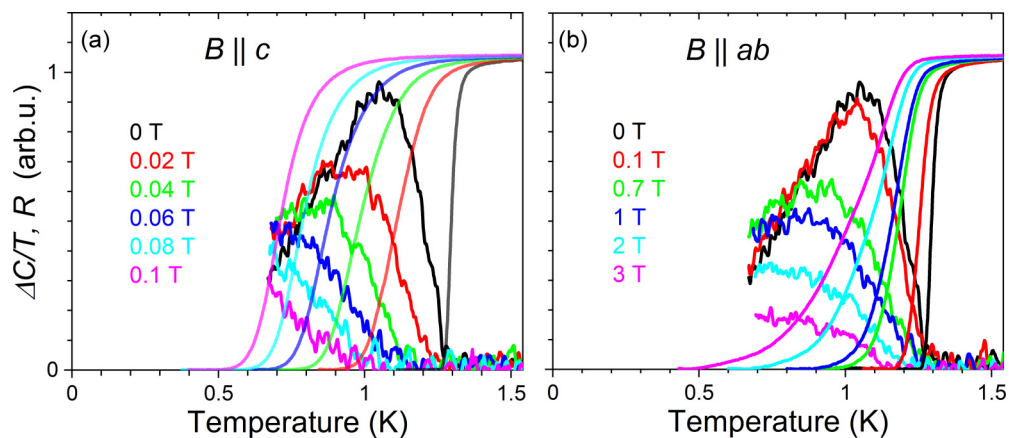 (a)
B || c
1
0 T
0.02 T
0.04 T
0.06 T
0.08 T
0.1 T
0
ΔC/T, R (arb.u.)
0 0.5 1 1.5
Temperature (K)
(b)
B || ab
0 T
0.1 T
0.7 T
1 T
2 T
3 T
0 0.5 1 1.5
Temperature (K)